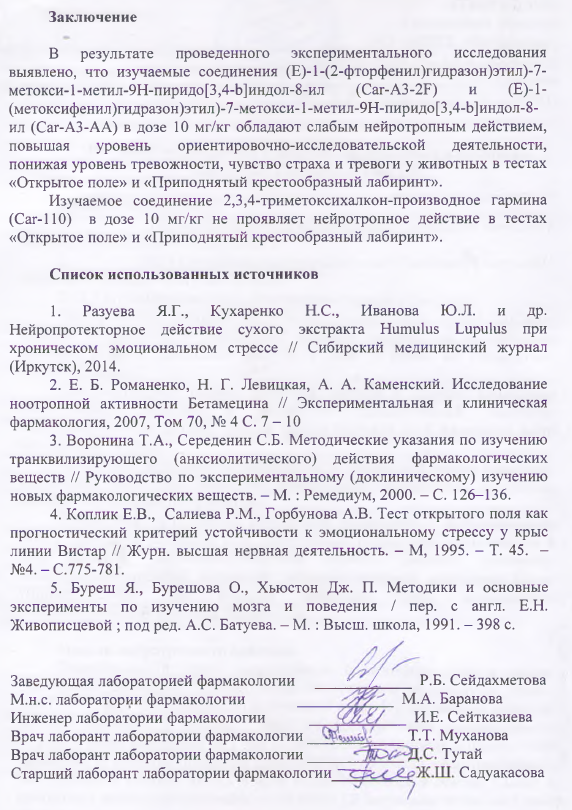 Заключение
В результате проведенного экспериментального исследования
выявлено, что изучаемые соединения (Е)-1-(2-фторфенил)гидразон)этил)-7-
метокси-1-метил-9Н-пиридо[3,4-b]индол-8-ил (Car-A3-2F) и (Е)-1-
(метоксифенил)гидразон)этил)-7-метокси-1-метил-9Н-пиридо[3,4-b]индол-8-
ил (Car-A3-AA) в дозе 10 мг/кг обладают слабым нейротропным действием,
повышая уровень ориентировочно-исследовательской деятельности,
понижая уровень тревожности, чувство страха и тревоги у животных в тестах
«Открытое поле» и «Приподнятый крестообразный лабиринт».
Изучаемое соединение 2,3,4-триметоксихалкон-производное гармина
(Car-110) в дозе 10 мг/кг не проявляет нейротропное действие в тестах
«Открытое поле» и «Приподнятый крестообразный лабиринт».
Список использованных источников
1. Разуева Я.Г., Кухаренко Н.С., Иванова Ю.Л. и др.
Нейропротекторное действие сухого экстракта Humulus Lupulus при
хроническом эмоциональном стрессе // Сибирский медицинский журнал
(Иркутск), 2014.
2. Е. Б. Романенко, Н. Г. Левицкая, А. А. Каменский. Исследование
ноотропной активности Бетамецина // Экспериментальная и клиническая
фармакология, 2007, Том 70, № 4 С. 7 – 10
3. Воронина Т.А., Середенин С.Б. Методические указания по изучению
транквилизирующего (анксиолитического) действия фармакологических
веществ // Руководство по экспериментальному (доклиническому) изучению
новых фармакологических веществ. – М. : Ремедиум, 2000. – С. 126–136.
4. Коплик Е.В., Салиева Р.М., Горбунова А.В. Тест открытого поля как
прогностический критерий устойчивости к эмоциональному стрессу у крыс
линии Вистар // Журн. высшая нервная деятельность. – М, 1995. – Т. 45. –
№4. – С.775-781.
5. Буреш Я., Бурешова О., Хьюстон Дж. П. Методики и основные
эксперименты по изучению мозга и поведения / пер. с англ. Е.Н.
Живописцевой ; под ред. А.С. Батуева. – М. : Высш. школа, 1991. – 398 с.
Заведующая лабораторией фармакологии Р.Б. Сейдахметова
М.н.с. лаборатории фармакологии М.А. Баранова
Инженер лаборатории фармакологии И.Е. Сейтказиева
Врач лаборант лаборатории фармакологии Т.Т. Муханова
Врач лаборант лаборатории фармакологии Д.С. Тутай
Старший лаборант лаборатории фармакологии Ж.Ш. Садуакасова